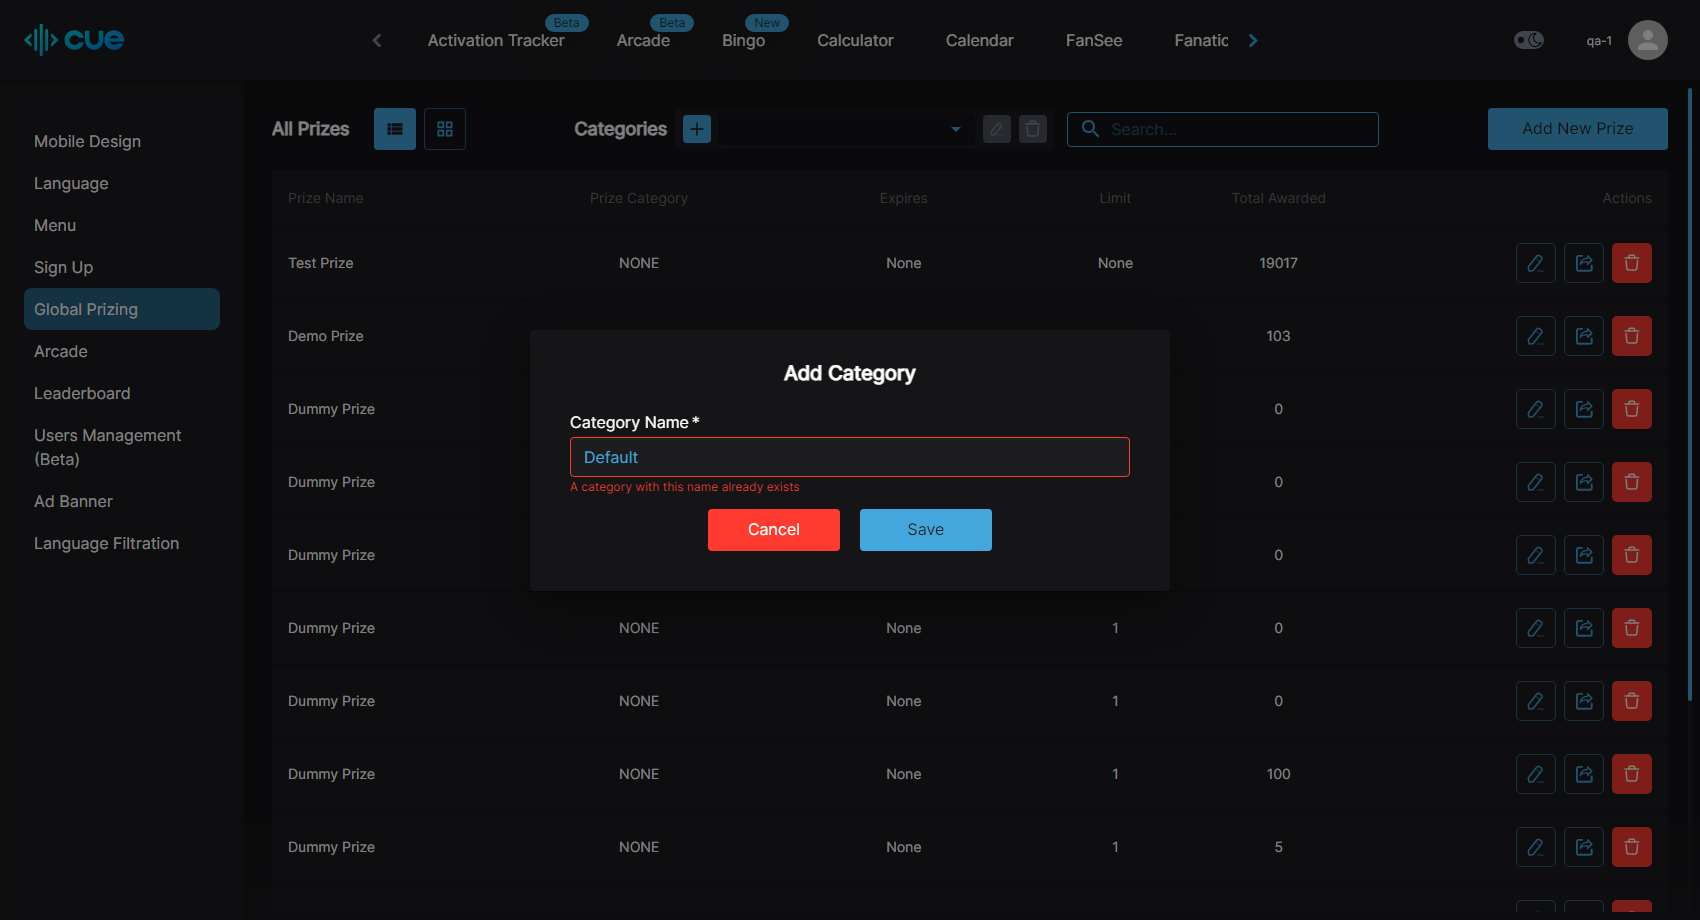 cue
Activation Tracker
Beta
Arcade
Beta
Bingo
New
Calculator
Calendar
FanSee
Fanatic
qa-1
Mobile Design
Language
Menu
Sign Up
Global Prizing
Arcade
Leaderboard
Users Management
(Beta)
Ad Banner
Language Filtration
All Prizes
Categories
Search...
Add New Prize
Prize Name Prize Category Expires Limit Total Awarded Actions
Test Prize NONE None None 19017
Demo Prize 103
Dummy Prize 0
Dummy Prize 0
Dummy Prize 0
Dummy Prize NONE None 1 0
Dummy Prize NONE None 1 0
Dummy Prize NONE None 1 100
Dummy Prize NONE None 1 5
Add Category
Category Name *
Default
A category with this name already exists
Cancel
Save